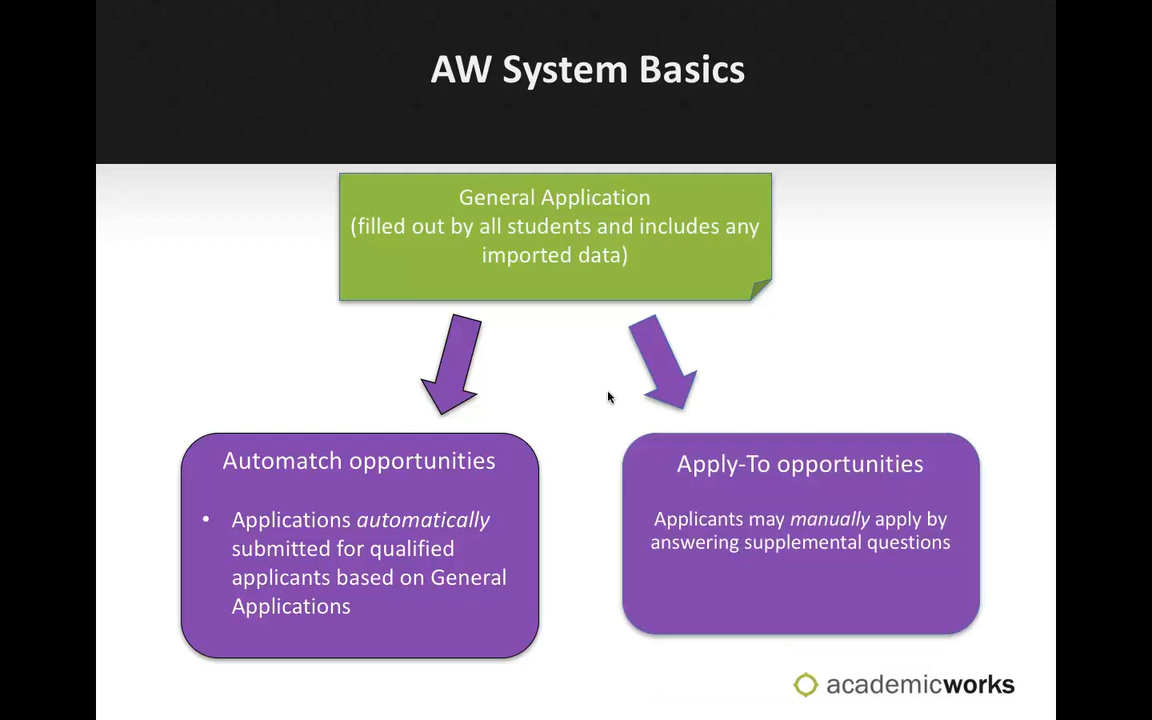 AW System Basics
General Application
(filled out by all students and includes any
imported data)
Automatch opportunities
• Applications automatically
submitted for qualified
applicants based on General
Applications
Apply-To opportunities
Applicants may manually apply by
answering supplemental questions
academicworks